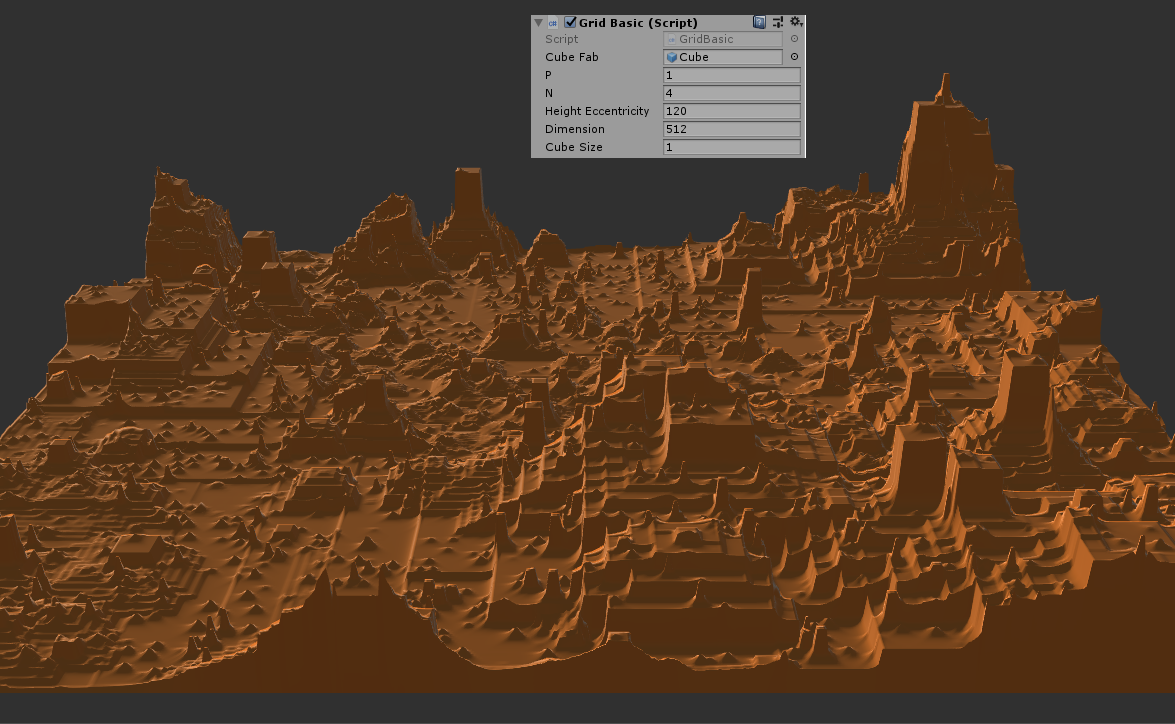 Grid Basic (Script)
Script GridBasic
Cube Fab Cube
P 1
N 4
Height Eccentricity 120
Dimension 512
Cube Size 1